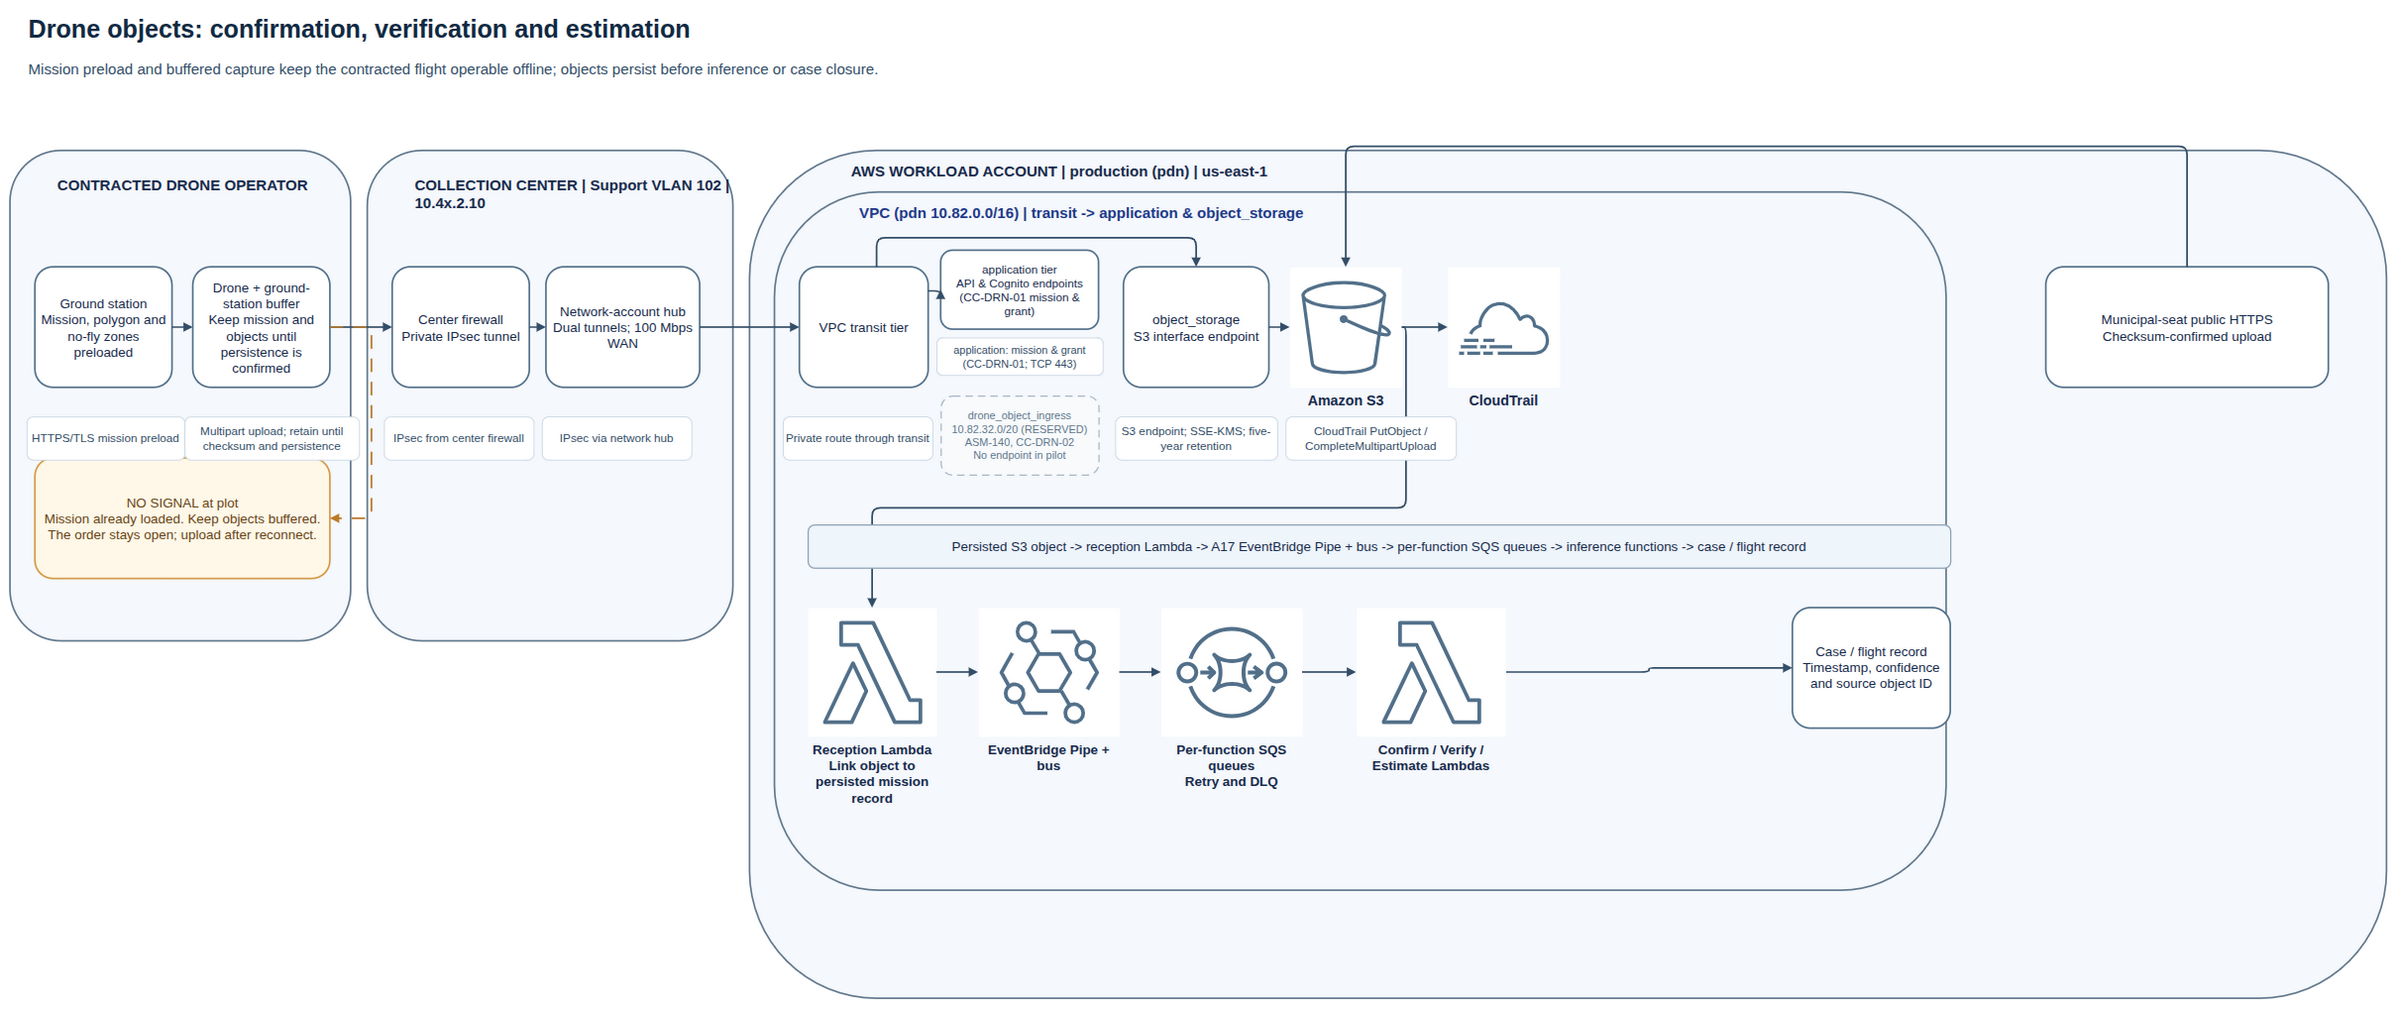 Drone objects: confirmation, verification and estimation
Mission preload and buffered capture keep the contracted flight operable offline; objects persist before inference or case closure.
CONTRACTED DRONE OPERATOR
Ground station
Mission, polygon and
no-fly zones
preloaded
Drone + ground-
station buffer
Keep mission and
objects until
persistence is
confirmed
HTTPS/TLS mission preload
Multipart upload; retain until
checksum and persistence
NO SIGNAL at plot
Mission already loaded. Keep objects buffered.
The order stays open; upload after reconnect.
COLLECTION CENTER | Support VLAN 102 |
10.4x.2.10
Center firewall
Private IPsec tunnel
Network-account hub
Dual tunnels; 100 Mbps
WAN
IPsec from center firewall
IPsec via network hub
AWS WORKLOAD ACCOUNT | production (pdn) | us-east-1
VPC (pdn 10.82.0.0/16) | transit -> application & object_storage
VPC transit tier
application tier
API & Cognito endpoints
(CC-DRN-01 mission &
grant)
application: mission & grant
(CC-DRN-01; TCP 443)
object_storage
S3 interface endpoint
Amazon S3
CloudTrail
Municipal-seat public HTTPS
Checksum-confirmed upload
Private route through transit
drone_object_ingress
10.82.32.0/20 (RESERVED)
ASM-140, CC-DRN-02
No endpoint in pilot
S3 endpoint; SSE-KMS; five-
year retention
CloudTrail PutObject /
CompleteMultipartUpload
Persisted S3 object -> reception Lambda -> A17 EventBridge Pipe + bus -> per-function SQS queues -> inference functions -> case / flight record
Reception Lambda
Link object to
persisted mission
record
EventBridge Pipe +
bus
Per-function SQS
queues
Retry and DLQ
Confirm / Verify /
Estimate Lambdas
Case / flight record
Timestamp, confidence
and source object ID